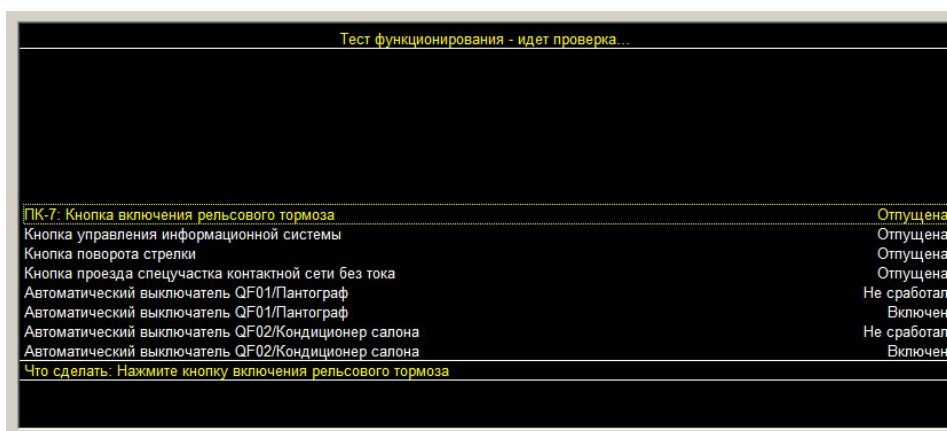 Тест функционирования - идет проверка...
ПК-7: Кнопка включения рельсового тормоза Отпущена
Кнопка управления информационной системы Отпущена
Кнопка поворота стрелки Отпущена
Кнопка проезда спецучастка контактной сети без тока Отпущена
Автоматический выключатель QF01/Пантограф Не сработал
Автоматический выключатель QF01/Пантограф Включен
Автоматический выключатель QF02/Кондиционер салона Не сработал
Автоматический выключатель QF02/Кондиционер салона Включен
Что сделать: Нажмите кнопку включения рельсового тормоза